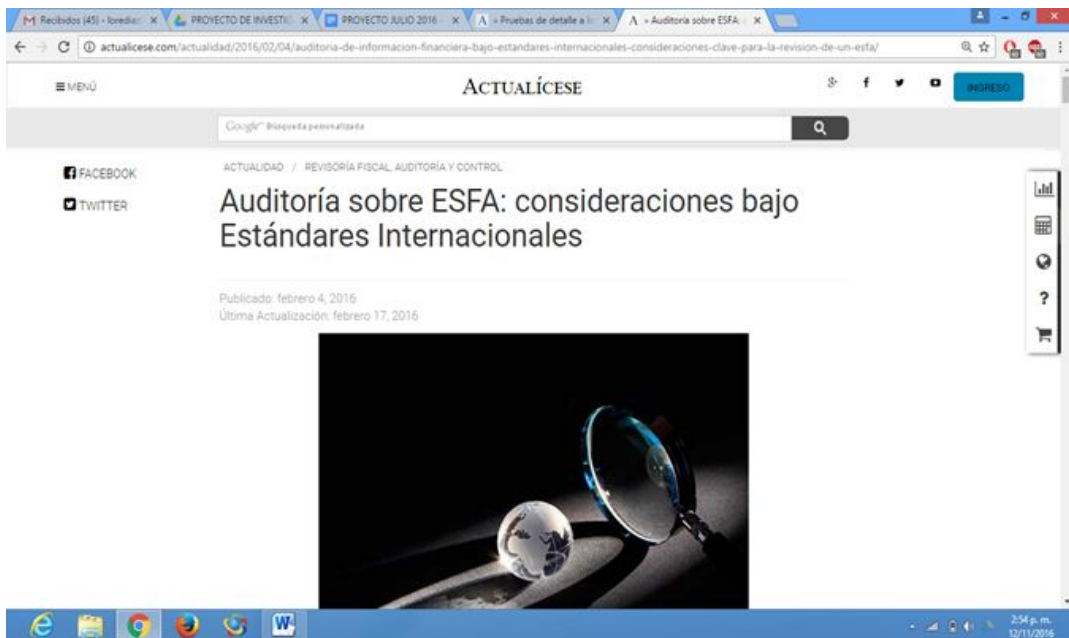 Recibidos (45) - lorediaz
PROYECTO DE INVESTIG
PROYECTO JULIO 2016
A » Pruebas de detalle a l
A » Auditoría sobre ESFA:
actualicese.com/actualidad/2016/02/04/auditoria-de-informacion-financiera-bajo-estandares-internacionales-consideraciones-clave-para-la-revision-de-un-esfa/
MENÚ
ACTUALÍCESE
INGRESO
Google™ Búsqueda personalizada
FACEBOOK
TWITTER
ACTUALIDAD / REVISORÍA FISCAL, AUDITORÍA Y CONTROL
Auditoría sobre ESFA: consideraciones bajo
Estándares Internacionales
Publicado: febrero 4, 2016
Última Actualización: febrero 17, 2016
2:54 p. m.
12/11/2016